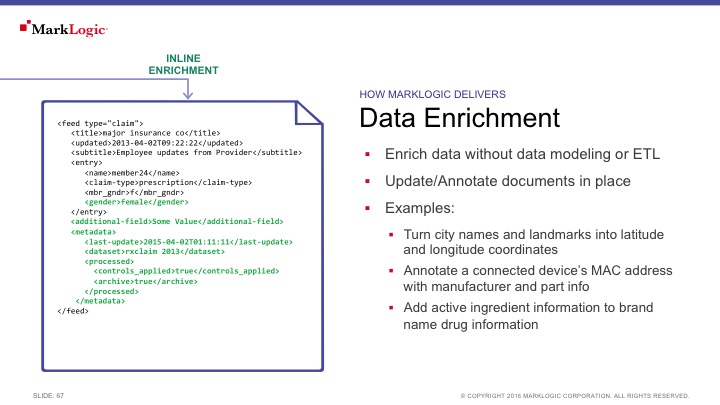 MarkLogic
INLINE
ENRICHMENT
<feed type="claim">
<title>major insurance co</title>
<updated>2013-04-02T09:22:22</updated>
<subtitle>Employee updates from Provider</subtitle>
<entry>
<name>member24</name>
<claim-type>prescription</claim-type>
<mbr_gndr>f</mbr_gndr>
<gender>female</gender>
</entry>
<additional-field>Some Value</additional-field>
<metadata>
<last-update>2015-04-02T01:11:11</last-update>
<dataset>rxclaim 2013</dataset>
<processed>
<controls_applied>true</controls_applied>
<archive>true</archive>
</processed>
</metadata>
</feed>
HOW MARKLOGIC DELIVERS
Data Enrichment
▪ Enrich data without data modeling or ETL
▪ Update/Annotate documents in place
▪ Examples:
▪ Turn city names and landmarks into latitude
and longitude coordinates
▪ Annotate a connected device's MAC address
with manufacturer and part info
▪ Add active ingredient information to brand
name drug information
SLIDE: 67
© COPYRIGHT 2016 MARKLOGIC CORPORATION. ALL RIGHTS RESERVED.